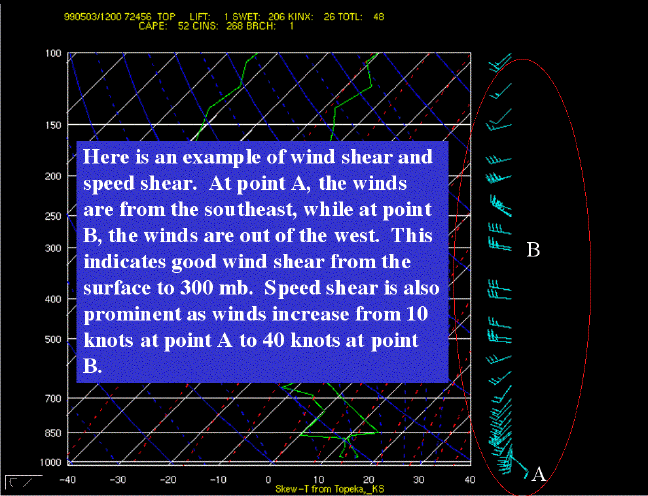 990503/1200 72456 TOP LIFT: 1 SWET: 206 KINX: 26 TOTL: 48
CAPE: 52 CINS: 268 BRCH: 1
100
150
200
250
300
400
500
700
850
1000
Here is an example of wind shear and
speed shear. At point A, the winds
are from the southeast, while at point
B, the winds are out of the west. This
indicates good wind shear from the
surface to 300 mb. Speed shear is also
prominent as winds increase from 10
knots at point A to 40 knots at point
B.
B
A
-40 -30 -20 -10 0 10 20 30 40
Skew-T from Topeka,_KS